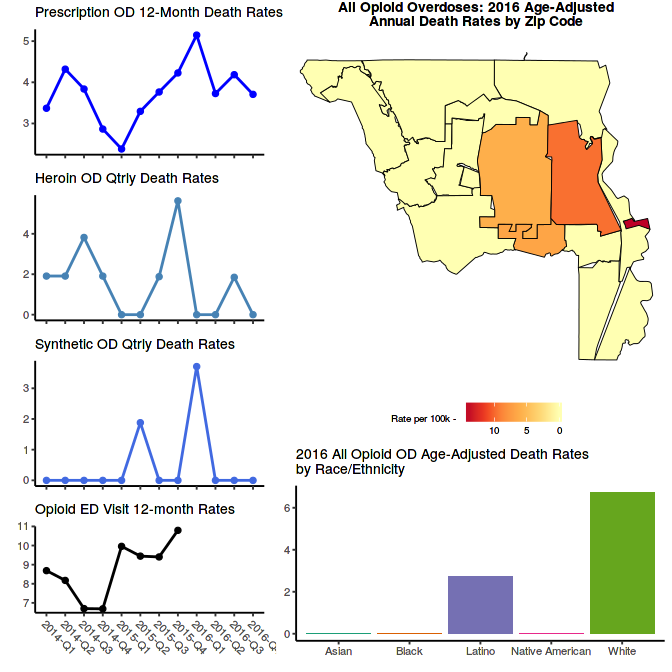 Prescription OD 12-Month Death Rates
5
4
3
Heroin OD Qtrly Death Rates
4
2
0
Synthetic OD Qtrly Death Rates
3
2
1
0
Opioid ED Visit 12-month Rates
11
10
9
8
7
2014-Q1
2014-Q2
2014-Q3
2014-Q4
2015-Q1
2015-Q2
2015-Q3
2015-Q4
2016-Q1
2016-Q2
2016-Q3
2016-Q
All Opioid Overdoses: 2016 Age-Adjusted
Annual Death Rates by Zip Code
Rate per 100k -
10 5 0
2016 All Opioid OD Age-Adjusted Death Rates
by Race/Ethnicity
6
4
2
0
Asian Black Latino Native American White